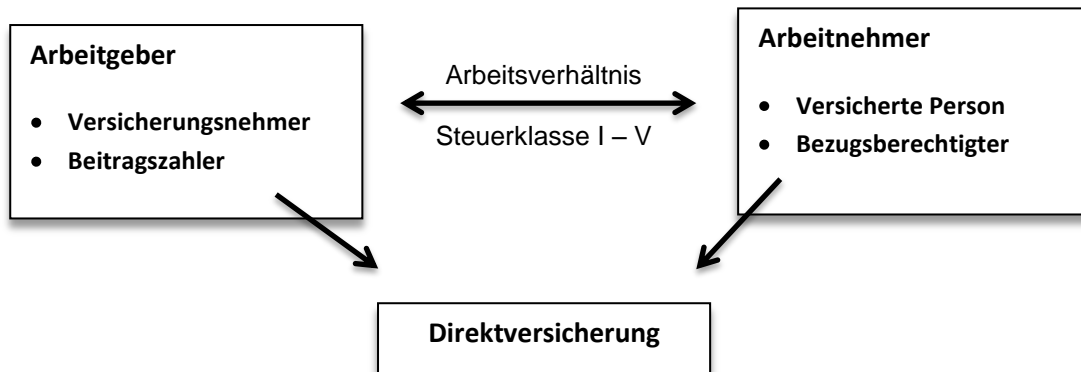 Arbeitgeber
• Versicherungsnehmer
• Beitragszahler
Arbeitsverhältnis
Steuerklasse I – V
Arbeitnehmer
• Versicherte Person
• Bezugsberechtigter
Direktversicherung